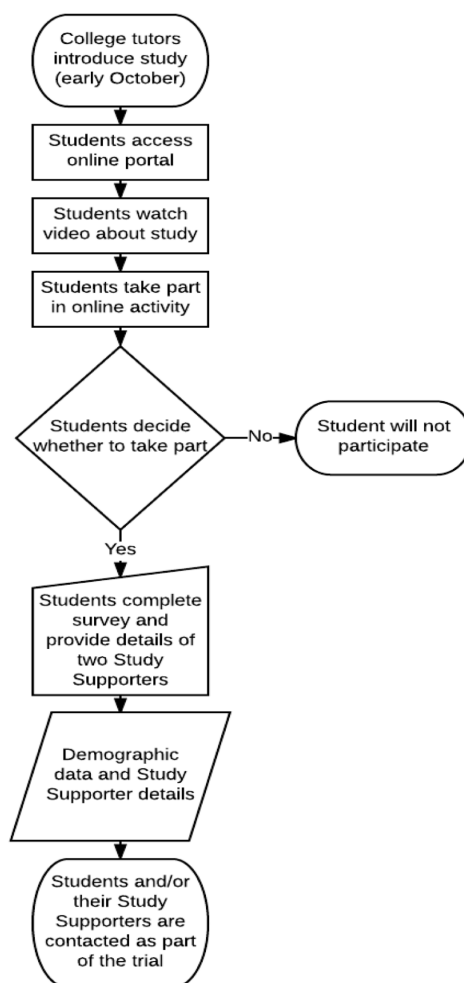 College tutors
introduce study
(early October)
Students access
online portal
Students watch
video about study
Students take part
in online activity
Students decide
whether to take part
No
Student will not
participate
Yes
Students complete
survey and
provide details of
two Study
Supporters
Demographic
data and Study
Supporter details
Students and/or
their Study
Supporters are
contacted as part
of the trial